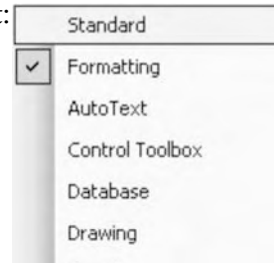 t:
Standard
Formatting
AutoText
Control Toolbox
Database
Drawing